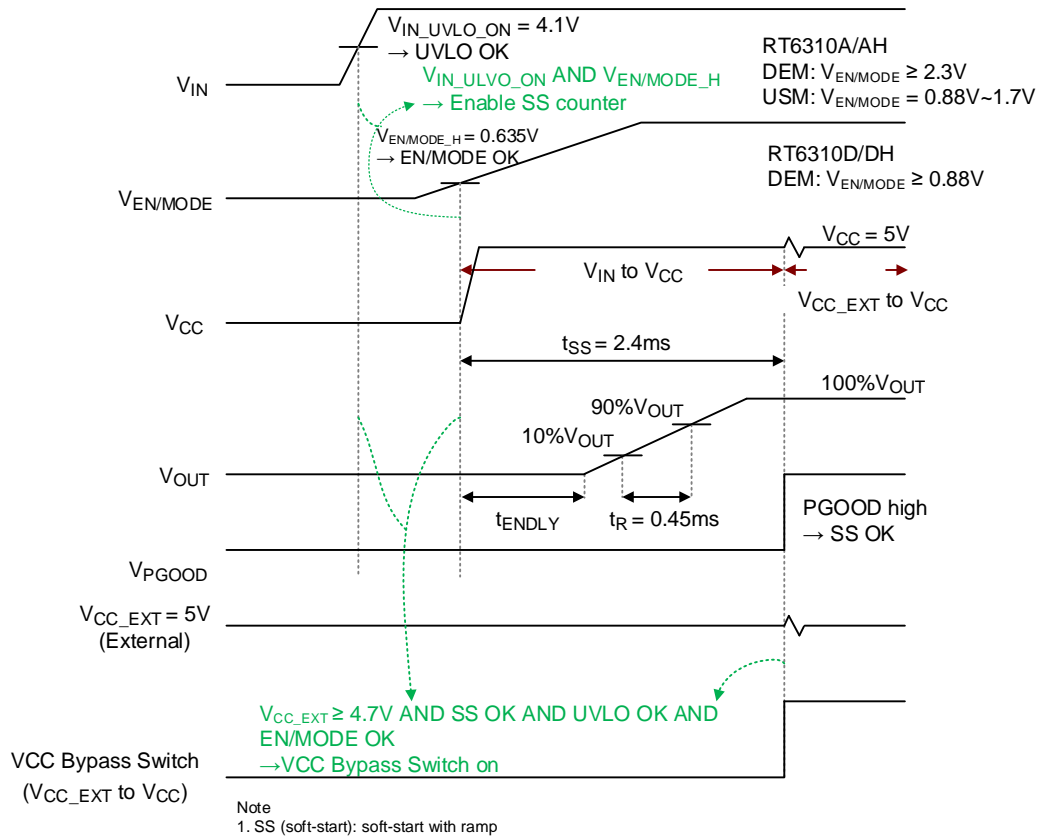 VIN_UVLO_ON = 4.1V
→ UVLO OK
RT6310A/AH
DEM: VEN/MODE ≥ 2.3V
USM: VEN/MODE = 0.88V~1.7V
VIN
VIN_ULVO_ON AND VEN/MODE_H
→ Enable SS counter
VEN/MODE_H = 0.635V
→ EN/MODE OK
RT6310D/DH
DEM: VEN/MODE ≥ 0.88V
VEN/MODE
VCC = 5V
VIN to VCC
VCC_EXT to VCC
VCC
tSS = 2.4ms
100%VOUT
90%VOUT
10%VOUT
VOUT
tENDLY
tR = 0.45ms
PGOOD high
→ SS OK
VPGOOD
VCC_EXT = 5V
(External)
VCC_EXT ≥ 4.7V AND SS OK AND UVLO OK AND
EN/MODE OK
→VCC Bypass Switch on
VCC Bypass Switch
(VCC_EXT to VCC)
Note
1. SS (soft-start): soft-start with ramp